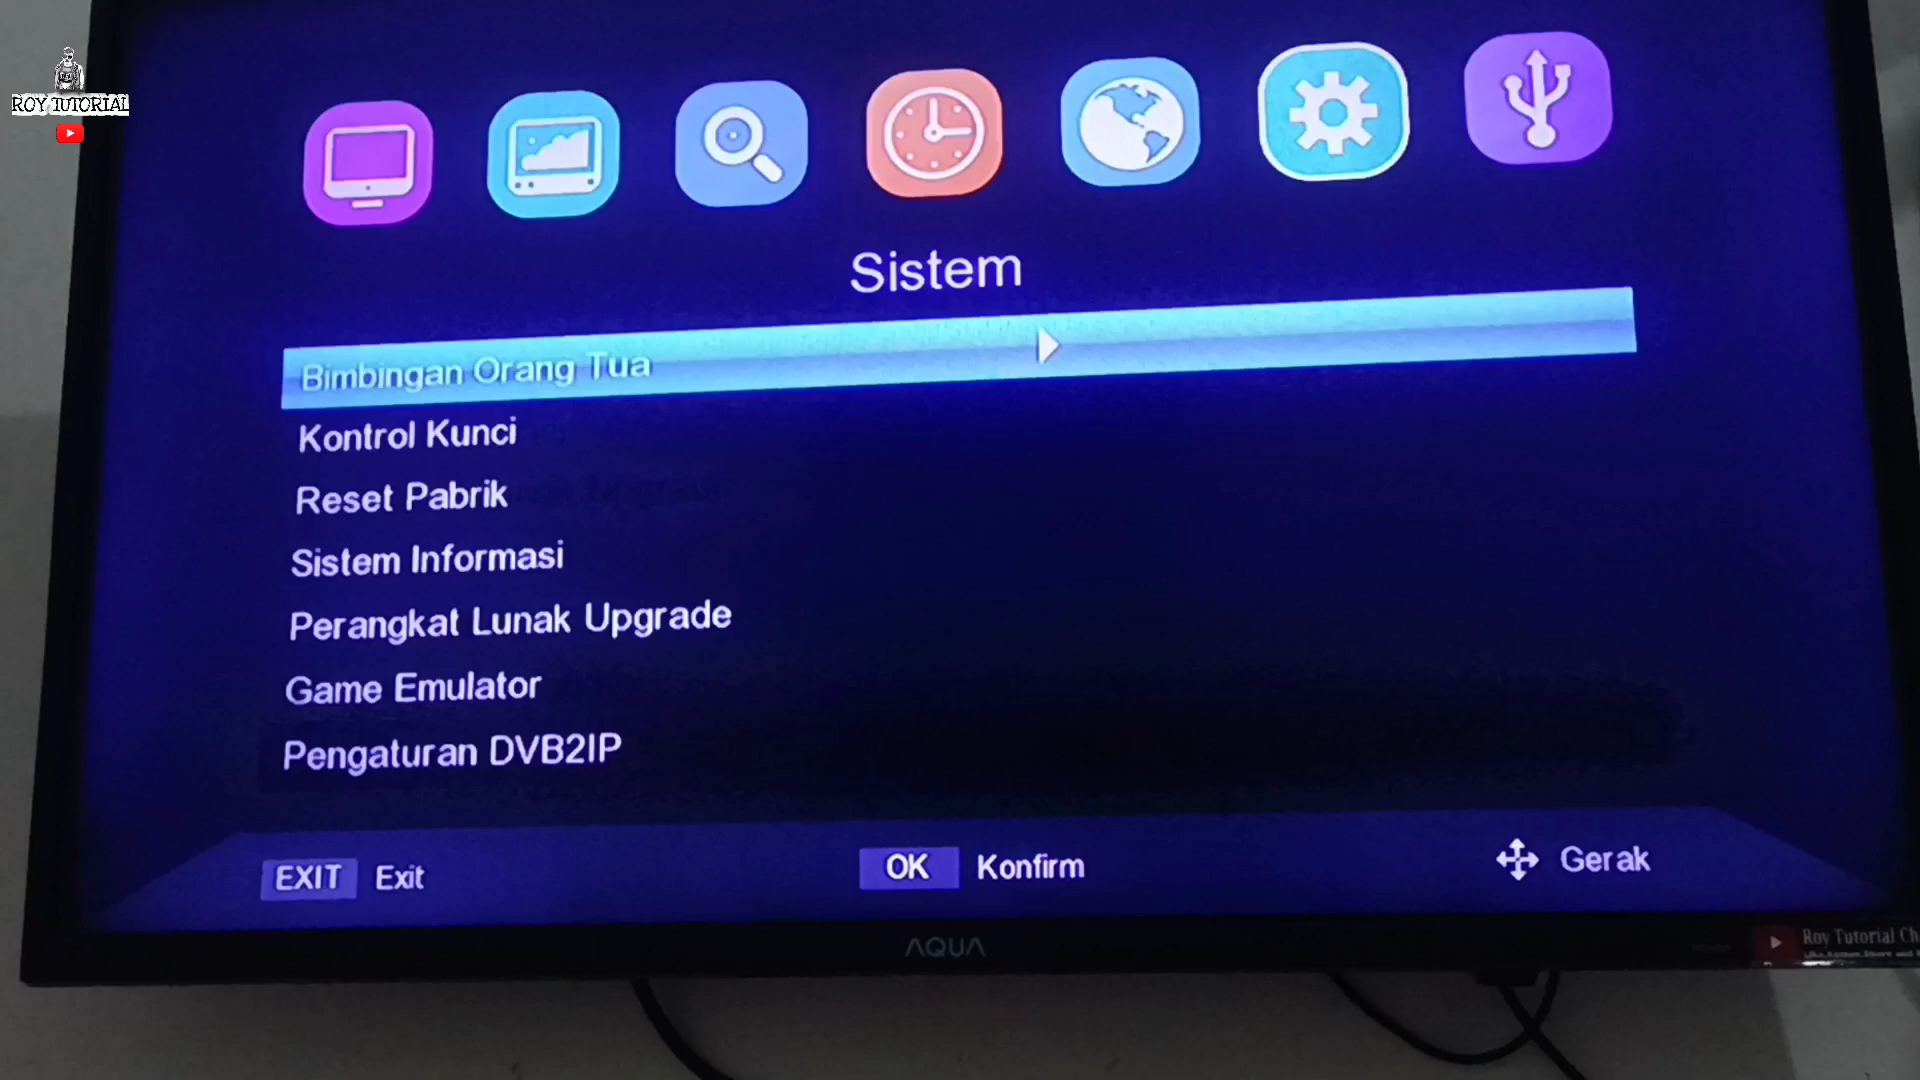 ROY TUTORIAL
Sistem
Bimbingan Orang Tua
Kontrol Kunci
Reset Pabrik
Sistem Informasi
Perangkat Lunak Upgrade
Game Emulator
Pengaturan DVB2IP
EXIT Exit
OK Konfirm
Gerak
AQUA
Roy Tutorial Ch